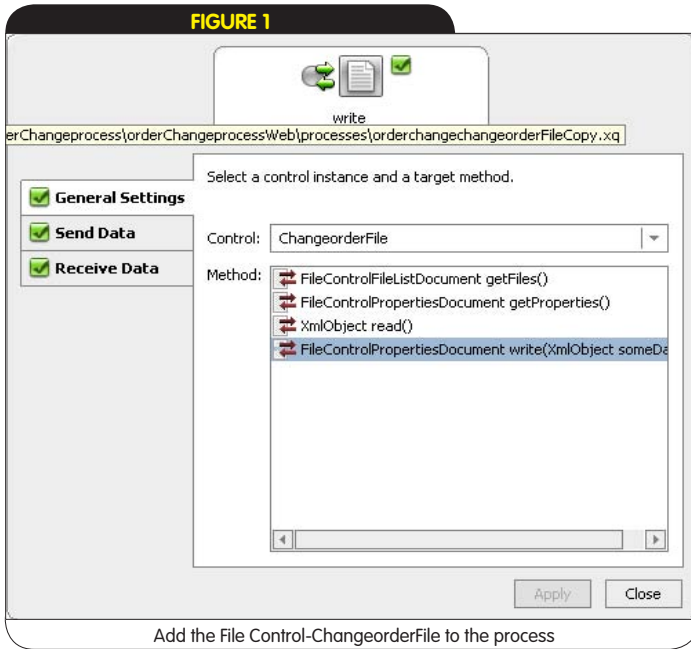 FIGURE 1
write
erChangeprocess\orderChangeprocessWeb\processes\orderchangechangeorderFileCopy.xq
Select a control instance and a target method.
General Settings
Send Data
Receive Data
Control: ChangeorderFile
Method: FileControlFileListDocument getFiles()
FileControlPropertiesDocument getProperties()
XmlObject read()
FileControlPropertiesDocument write(XmlObject someDa
Apply Close
Add the File Control-ChangeorderFile to the process